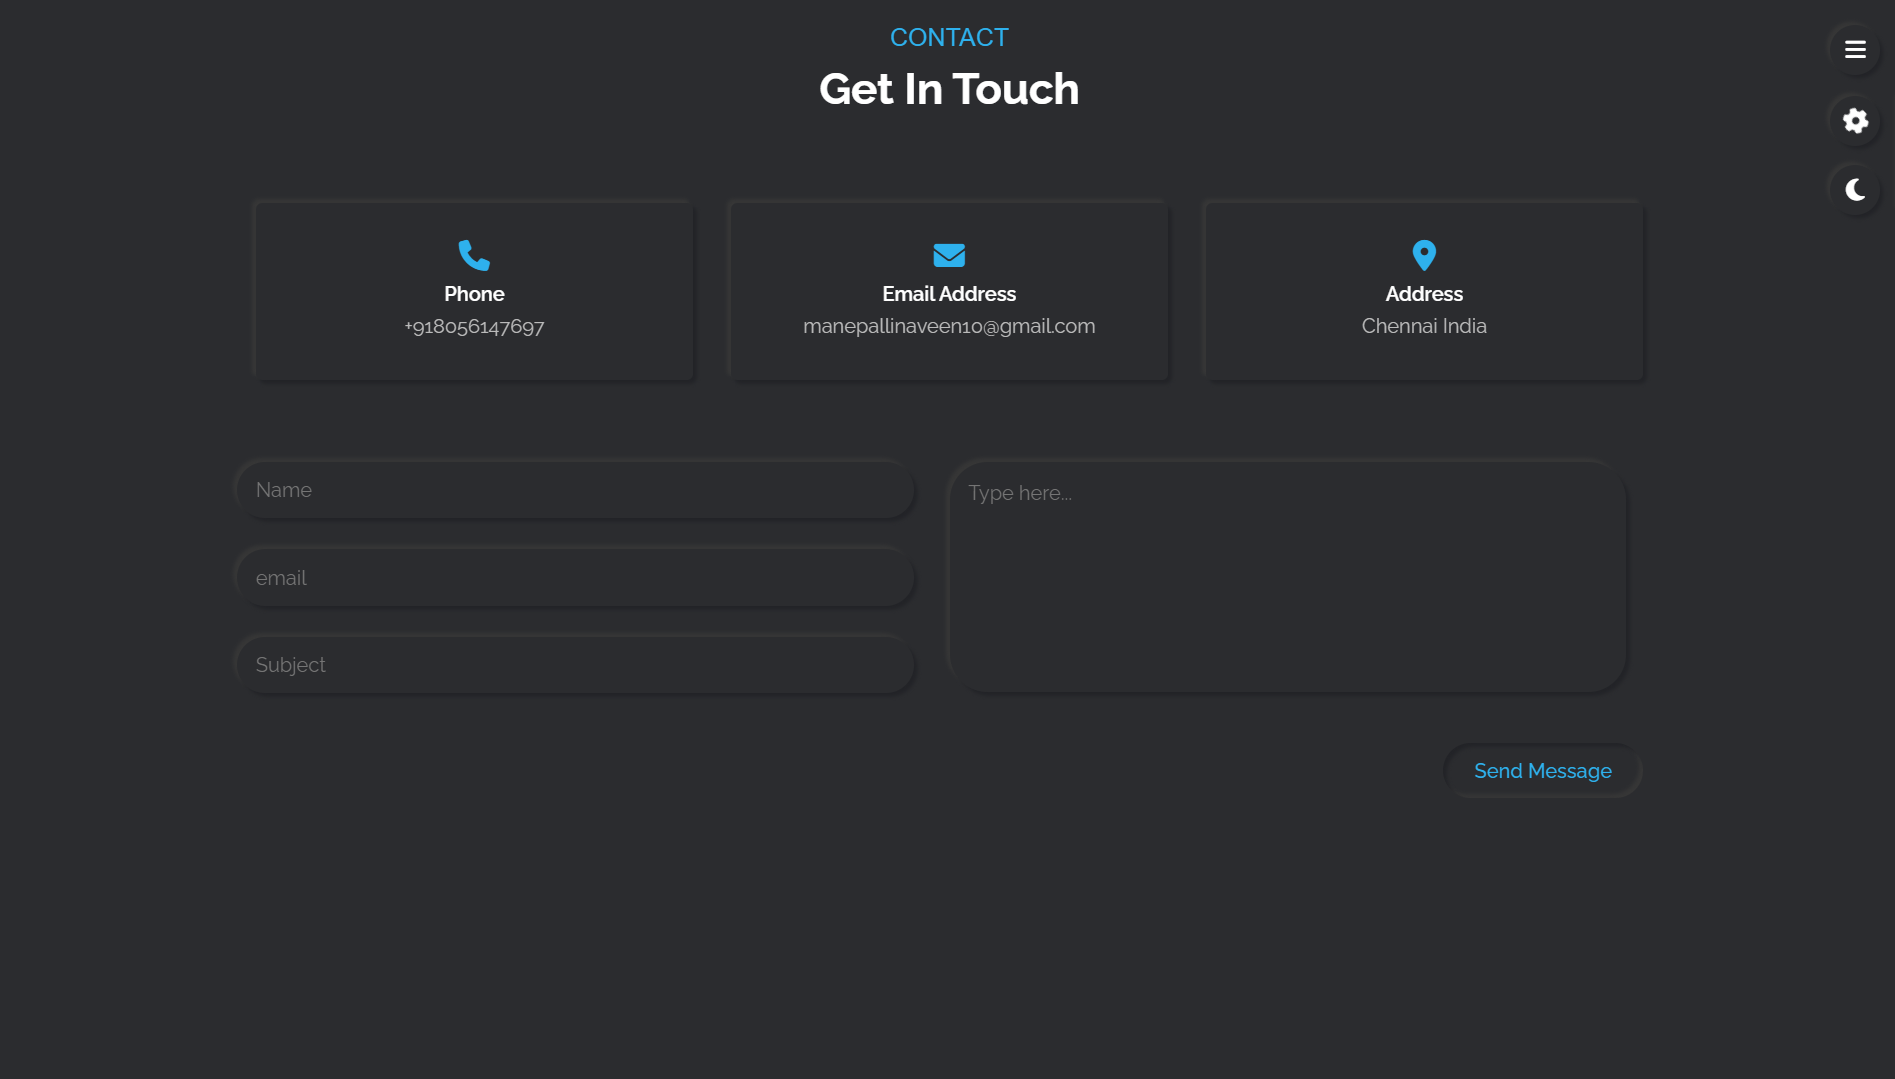 CONTACT
Get In Touch
Phone
+918056147697
Email Address
manepallinaveen10@gmail.com
Address
Chennai India
Name
email
Subject
Type here...
Send Message